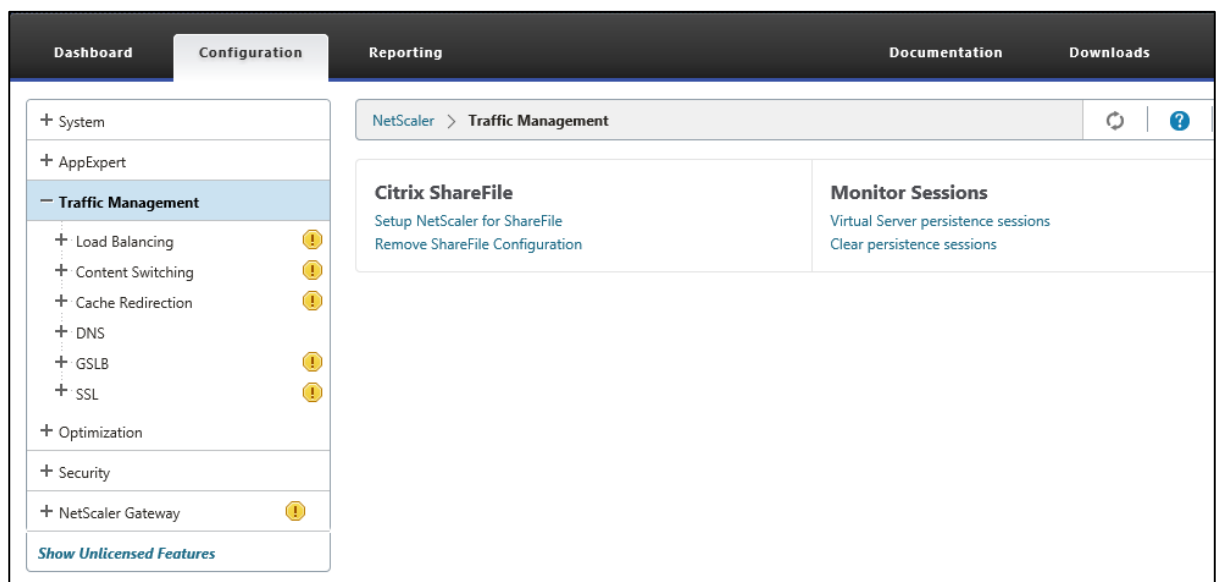 Dashboard Configuration Reporting Documentation Downloads
+ System
+ AppExpert
− Traffic Management
+ Load Balancing !
+ Content Switching !
+ Cache Redirection !
+ DNS
+ GSLB !
+ SSL !
+ Optimization
+ Security
+ NetScaler Gateway !
Show Unlicensed Features
NetScaler > Traffic Management ?
Citrix ShareFile
Setup NetScaler for ShareFile
Remove ShareFile Configuration
Monitor Sessions
Virtual Server persistence sessions
Clear persistence sessions